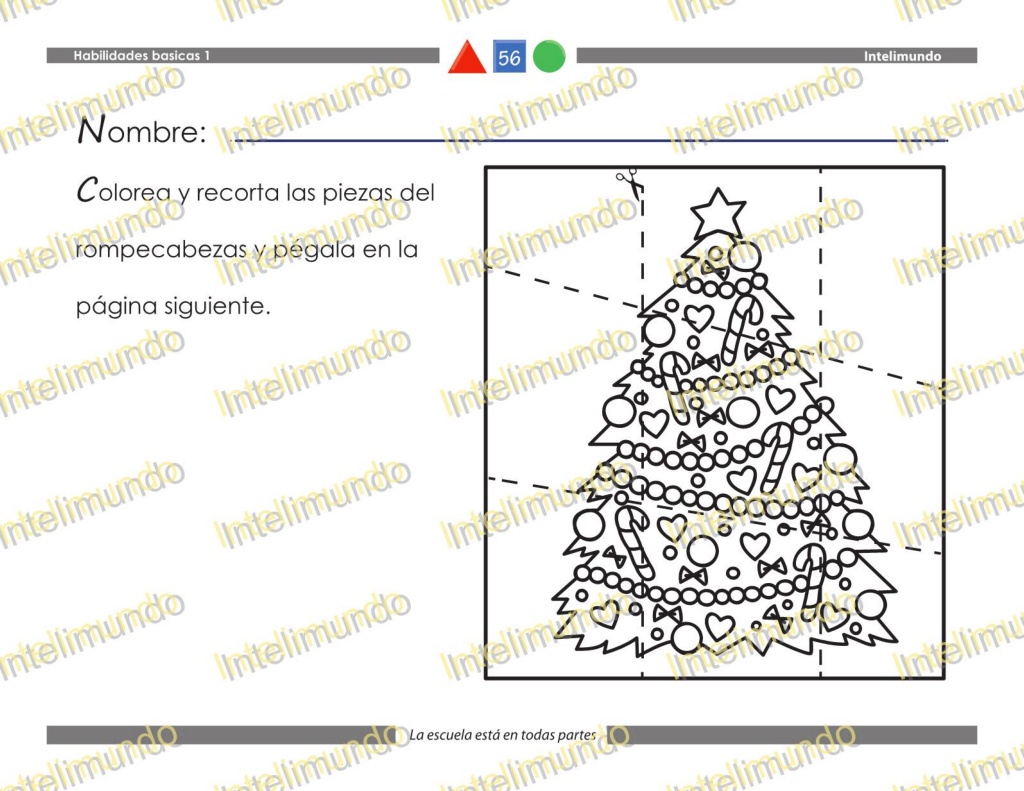 Habilidades basicas 1
56
Intelimundo
Nombre:
Colorea y recorta las piezas del
rompecabezas y pégala en la
página siguiente.
La escuela está en todas partes
Intelimundo